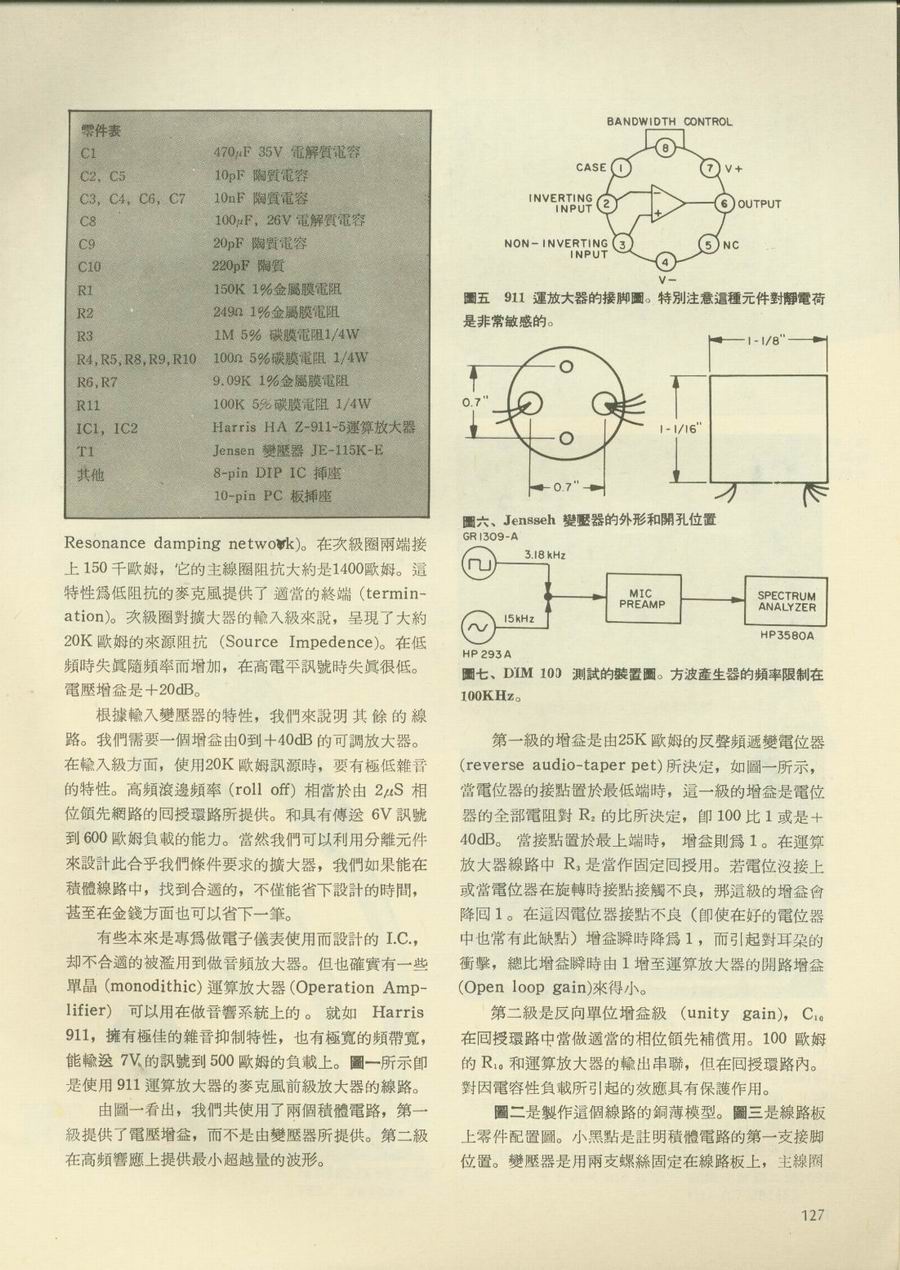 零件表
C1 470μF 35V 電解質電容
C2, C5 10pF 陶質電容
C3, C4, C6, C7 10nF 陶質電容
C8 100μF, 26V 電解質電容
C9 20pF 陶質電容
C10 220pF 陶質
R1 150K 1%金屬膜電阻
R2 249Ω 1%金屬膜電阻
R3 1M 5% 碳膜電阻1/4W
R4,R5,R8,R9,R10 100Ω 5%碳膜電阻 1/4W
R6,R7 9.09K 1%金屬膜電阻
R11 100K 5%碳膜電阻 1/4W
IC1, IC2 Harris HA Z-911-5運算放大器
T1 Jensen 變壓器 JE-115K-E
其他 8-pin DIP IC 揷座
10-pin PC 板揷座
Resonance damping network)。在次級圈兩端接
上 150 千歐姆，它的主線圈阻抗大約是1400歐姆。這
特性爲低阻抗的麥克風提供了 適當的終端 (termin-
ation)。次級圈對擴大器的輸入級來說，呈現了大約
20K 歐姆的來源阻抗 (Source Impedence)。在低
頻時失眞隨頻率而增加，在高電平訊號時失眞很低。
電壓增益是＋20dB。
根據輸入變壓器的特性，我們來說明 其 餘 的 線
路。我們需要一個增益由0到＋40dB 的可調放大器。
在輸入級方面，使用20K 歐姆訊源時，要有極低雜音
的特性。高頻滾邊頻率 (roll off) 相當於由 2μS 相
位領先網路的囘授環路所提供。和具有傳送 6V 訊號
到 600 歐姆負載的能力。當然我們可以利用分離元件
來設計此合乎我們條件要求的擴大器，我們如果能在
積體線路中，找到合適的，不僅能省下設計的時間，
甚至在金錢方面也可以省下一筆。
有些本來是專爲做電子儀表使用而設計的 I.C.,
却不合適的被濫用到做音頻放大器。但也確實有一些
單晶 (monodithic) 運算放大器 (Operation Amp-
lifier) 可以用在做音響系統上的 。 就如 Harris
911，擁有極佳的雜音抑制特性，也有極寬的頻帶寬，
能輸送 7V 的訊號到 500 歐姆的負載上。圖一所示卽
是使用 911 運算放大器的麥克風前級放大器的線路。
由圖一看出，我們共使用了兩個積體電路，第一
級提供了電壓增益，而不是由變壓器所提供。第二級
在高頻響應上提供最小超越量的波形。
BANDWIDTH CONTROL
8
CASE 1
7 V+
INVERTING INPUT 2
6 OUTPUT
NON-INVERTING INPUT 3
5 NC
4
V-
圖五 911 運放大器的接脚圖。特別注意這種元件對靜電荷
是非常敏感的。
1-1/8"
0.7"
1-1/16"
0.7"
圖六、Jensseh 變壓器的外形和開孔位置
GR1309-A
3.18 kHz
MIC PREAMP
SPECTRUM ANALYZER
15kHz
HP3580A
HP 293A
圖七、DIM 100 測試的裝置圖。方波產生器的頻率限制在
100KHz。
第一級的增益是由25K 歐姆的反聲頻遞變電位器
(reverse audio-taper pet) 所決定，如圖一所示，
當電位器的接點置於最低端時，這一級的增益是電位
器的全部電阻對 R₂ 的比所決定，卽 100 比 1 或是＋
40dB。 當接點置於最上端時， 增益則爲 1 。在運算
放大器線路中 R₃ 是當作固定囘授用。若電位沒接上
或當電位器在旋轉時接點接觸不良，那這級的增益會
降囘 1 。在這因電位器接點不良（卽使在好的電位器
中也常有此缺點）增益瞬時降爲 1 ，而引起對耳朶的
衝擊，總比增益瞬時由 1 增至運算放大器的開路增益
(Open loop gain)來得小。
第二級是反向單位增益級 (unity gain)， C₁₀
在囘授環路中當做適當的相位領先補償用。100 歐姆
的 R₁₀ 和運算放大器的輸出串聯，但在囘授環路內。
對因電容性負載所引起的效應具有保護作用。
圖二是製作這個線路的銅薄模型。圖三是線路板
上零件配置圖。小黑點是註明積體電路的第一支接脚
位置。變壓器是用兩支螺絲固定在線路板上，主線圈
127